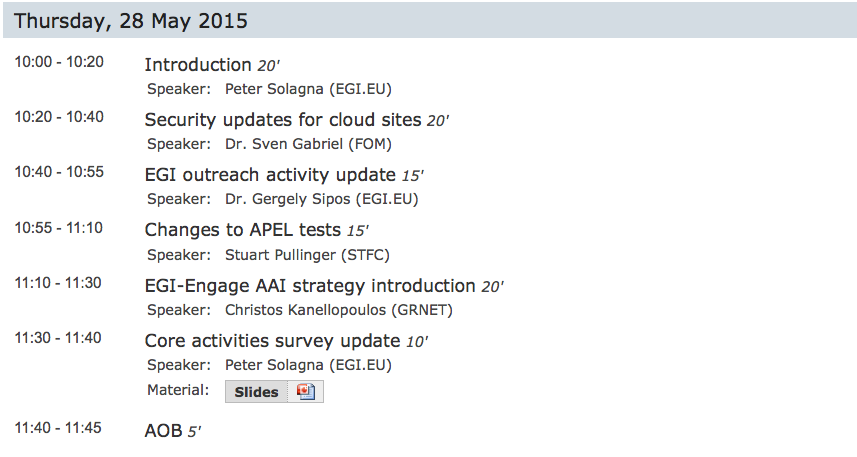 Thursday, 28 May 2015
10:00 - 10:20 Introduction 20'
Speaker: Peter Solagna (EGI.EU)
10:20 - 10:40 Security updates for cloud sites 20'
Speaker: Dr. Sven Gabriel (FOM)
10:40 - 10:55 EGI outreach activity update 15'
Speaker: Dr. Gergely Sipos (EGI.EU)
10:55 - 11:10 Changes to APEL tests 15'
Speaker: Stuart Pullinger (STFC)
11:10 - 11:30 EGI-Engage AAI strategy introduction 20'
Speaker: Christos Kanellopoulos (GRNET)
11:30 - 11:40 Core activities survey update 10'
Speaker: Peter Solagna (EGI.EU)
Material: Slides
11:40 - 11:45 AOB 5'